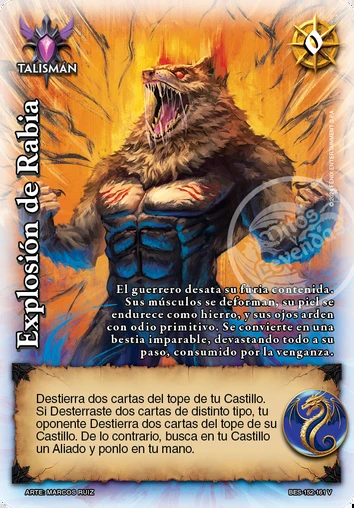 TALISMÁN
0
Explosión de Rabia
El guerrero desata su furia contenida.
Sus músculos se deforman, su piel se
endurece como hierro, y sus ojos arden
con odio primitivo. Se convierte en una
bestia imparable, devastando todo a su
paso, consumido por la venganza.
Destierra dos cartas del tope de tu Castillo.
Si Desterraste dos cartas de distinto tipo, tu
oponente Destierra dos cartas del tope de su
Castillo. De lo contrario, busca en tu Castillo
un Aliado y ponlo en tu mano.
ARTE: MARCOS RUIZ
BES-152-161 V